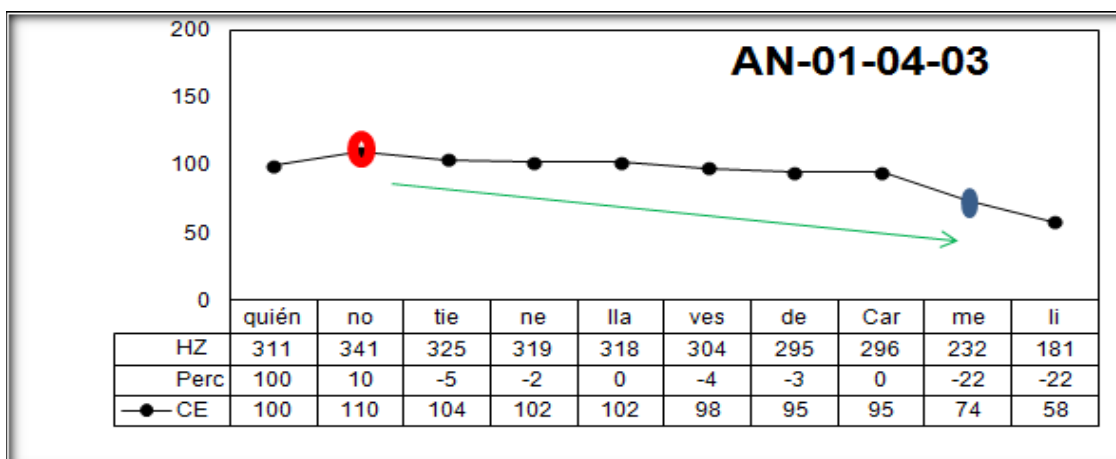 200
AN-01-04-03
150
100
50
0
quién no tie ne lla ves de Car me li
HZ 311 341 325 319 318 304 295 296 232 181
Perc 100 10 -5 -2 0 -4 -3 0 -22 -22
CE 100 110 104 102 102 98 95 95 74 58